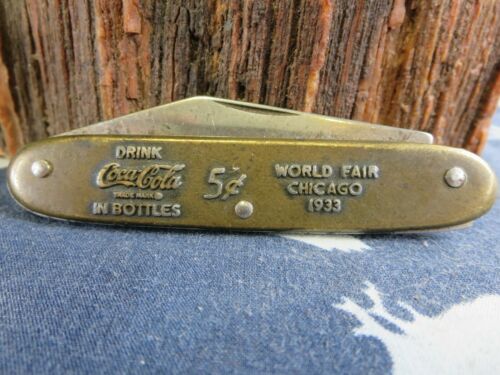 DRINK
Coca-Cola
TRADE MARK ®
IN BOTTLES
5¢
WORLD FAIR
CHICAGO
1933